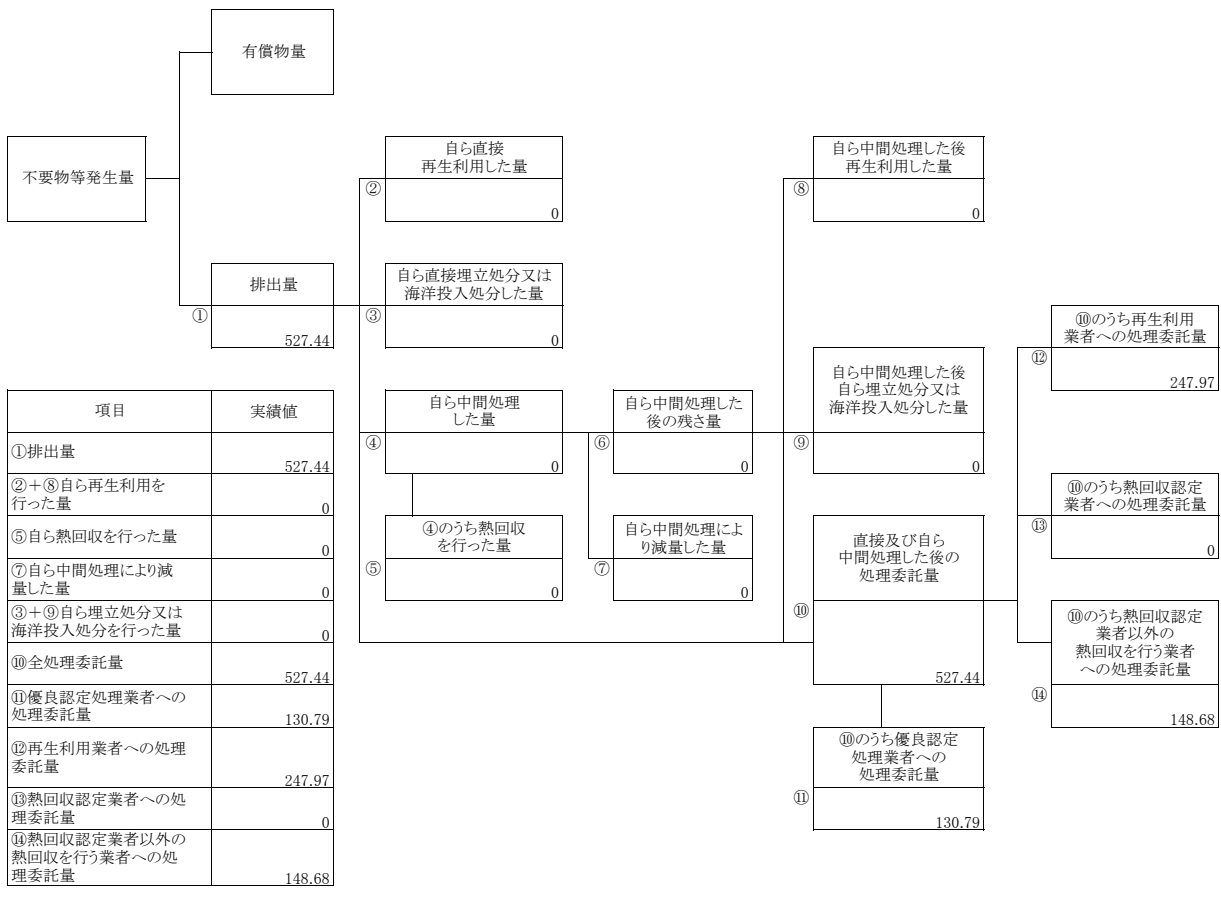 有償物量
不要物等発生量
自ら直接
再生利用した量
②
0
自ら中間処理した後
再生利用した量
⑧
0
排出量
①
527.44
自ら直接埋立処分又は
海洋投入処分した量
③
0
⑩のうち再生利用
業者への処理委託量
⑫
247.97
自ら中間処理した後
自ら埋立処分又は
海洋投入処分した量
⑨
0
自ら中間処理
した量
④
0
自ら中間処理した
後の残さ量
⑥
0
⑩のうち熱回収認定
業者への処理委託量
⑬
0
④のうち熱回収
を行った量
⑤
0
自ら中間処理によ
り減量した量
⑦
0
直接及び自ら
中間処理した後の
処理委託量
⑩
527.44
⑩のうち熱回収認定
業者以外の
熱回収を行う業者
への処理委託量
⑭
148.68
⑩のうち優良認定
処理業者への
処理委託量
⑪
130.79
項目
実績値
①排出量
527.44
②+⑧自ら再生利用を
行った量
0
⑤自ら熱回収を行った量
0
⑦自ら中間処理により減
量した量
0
③+⑨自ら埋立処分又は
海洋投入処分を行った量
0
⑩全処理委託量
527.44
⑪優良認定処理業者への
処理委託量
130.79
⑫再生利用業者への処理
委託量
247.97
⑬熱回収認定業者への処
理委託量
0
⑭熱回収認定業者以外の
熱回収を行う業者への処
理委託量
148.68